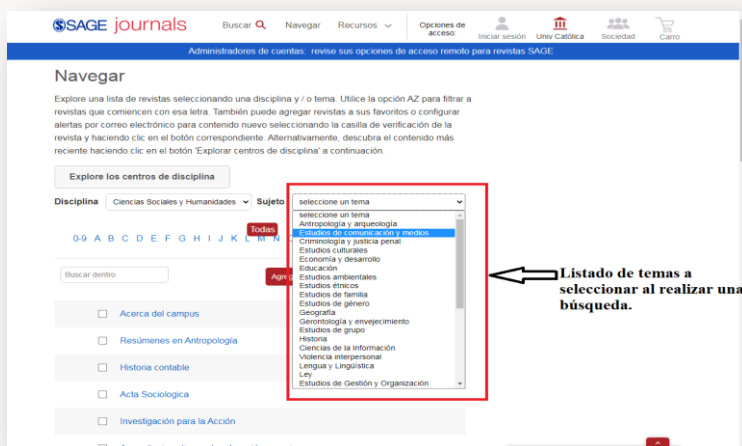 SAGE journals
Buscar
Navegar
Recursos
Opciones de acceso:
Iniciar sesión
Univ Católica
Sociedad
Carro
Administradores de cuentas: revise sus opciones de acceso remoto para revistas SAGE
Navegar
Explore una lista de revistas seleccionando una disciplina y / o tema. Utilice la opción AZ para filtrar a
revistas que comiencen con esa letra. También puede agregar revistas a sus favoritos o configurar
alertas por correo electrónico para contenido nuevo seleccionando la casilla de verificación de la
revista y haciendo clic en el botón correspondiente. Alternativamente, descubra el contenido más
reciente haciendo clic en el botón 'Explorar centros de disciplina' a continuación.
Explore los centros de disciplina
Disciplina Ciencias Sociales y Humanidades Sujeto seleccione un tema
seleccione un tema
Antropología y arqueología
Estudios de comunicación y medios
Criminología y justicia penal
Estudios culturales
Economía y desarrollo
Educación
Estudios ambientales
Estudios étnicos
Estudios de familia
Estudios de género
Geografía
Gerontología y envejecimiento
Estudios de grupo
Historia
Ciencias de la Información
Violencia interpersonal
Lengua y Lingüística
Ley
Estudios de Gestión y Organización
Todas
0-9 A B C D E F G H I J K L M N
Buscar dentro
Listado de temas a
seleccionar al realizar una
búsqueda.
Acerca del campus
Resúmenes en Antropología
Historia contable
Acta Sociologica
Investigación para la Acción